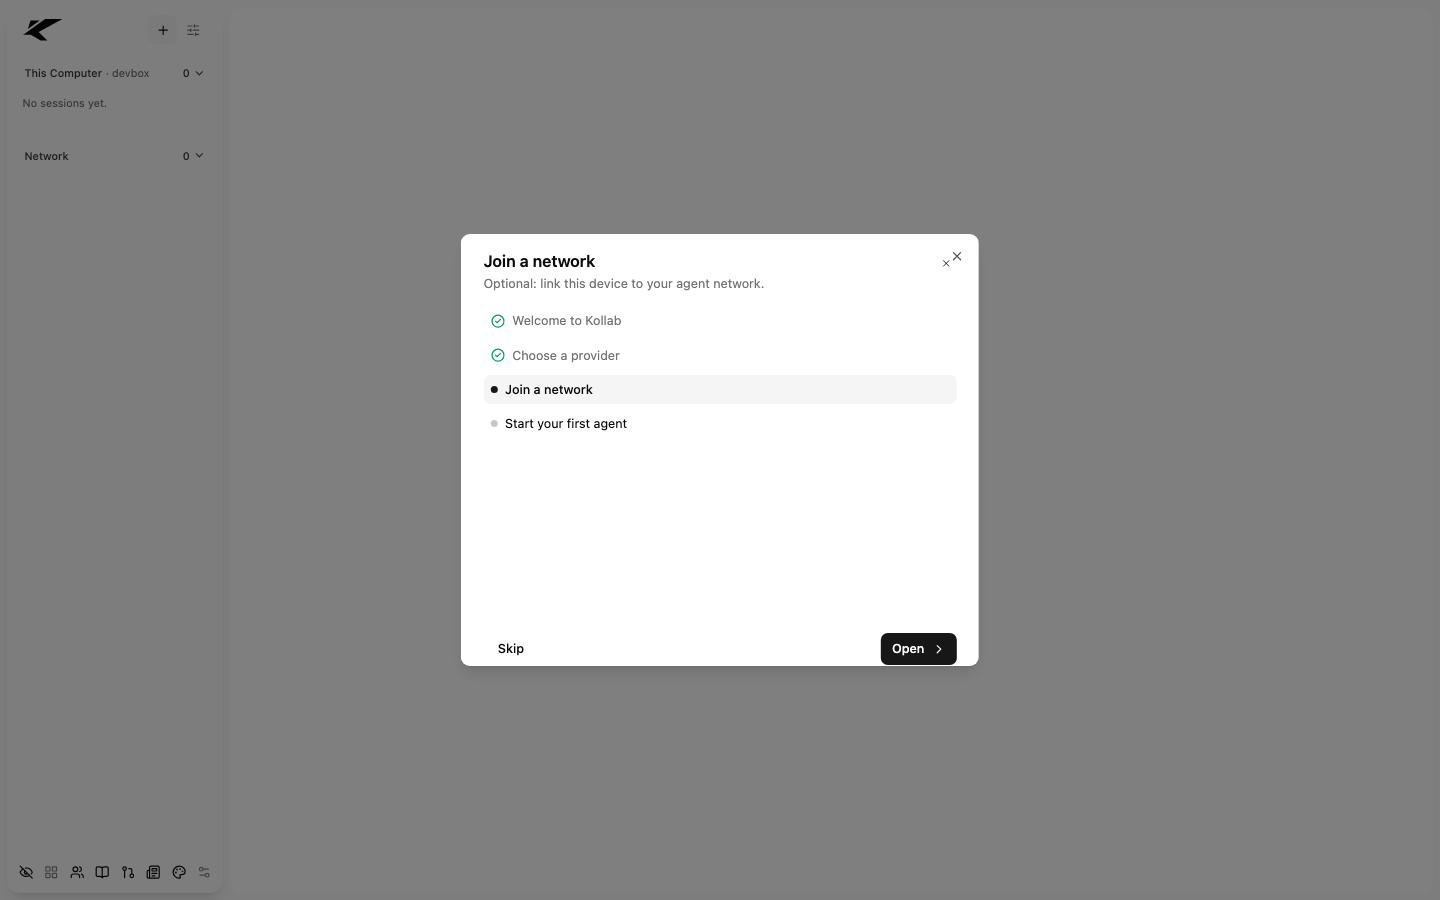 This Computer · devbox 0
No sessions yet.
Network 0
Join a network
Optional: link this device to your agent network.
Welcome to Kollab
Choose a provider
Join a network
Start your first agent
Skip
Open